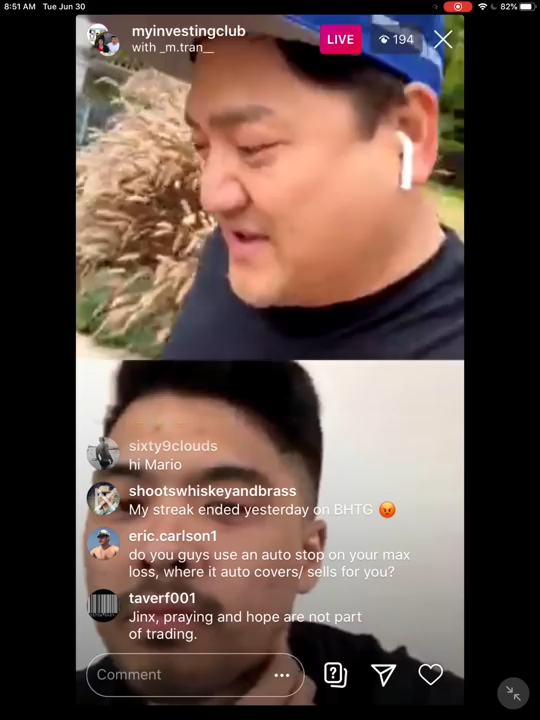 8:51 AM Tue Jun 30
82%
myinvestingclub
with _m.tran__
LIVE
194
sixty9clouds
hi Mario
shootswhiskeyandbrass
My streak ended yesterday on BHTG 😡
eric.carlson1
do you guys use an auto stop on your max
loss, where it auto covers/ sells for you?
taverf001
Jinx, praying and hope are not part
of trading.
Comment